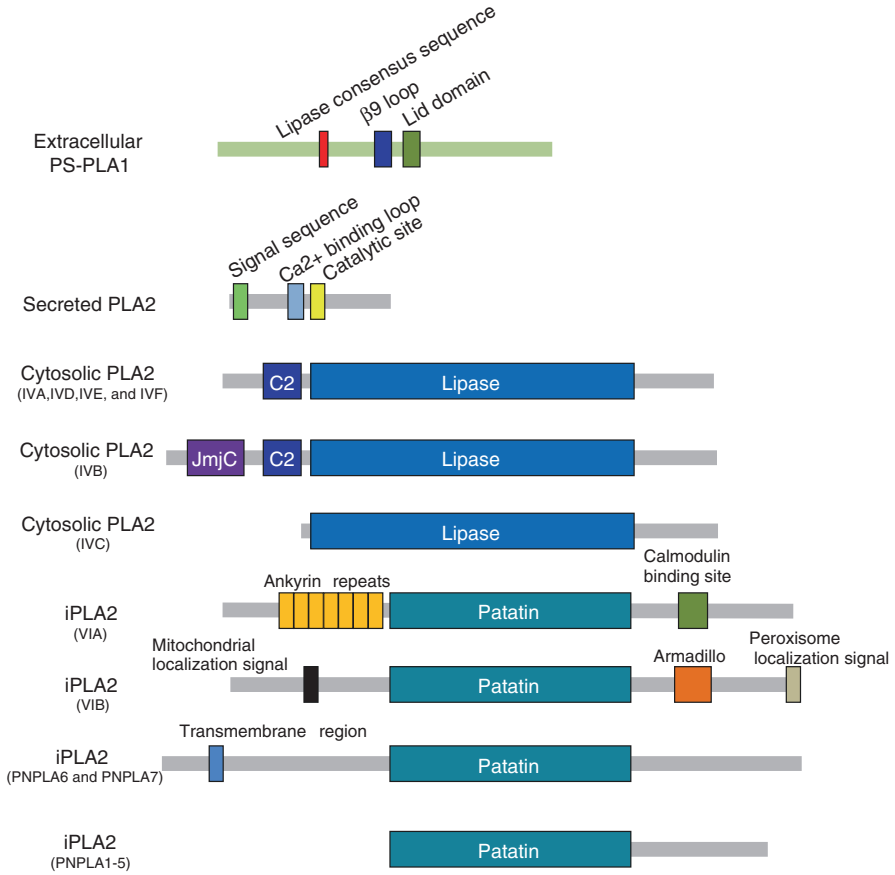 Lipase consensus sequence
β9 loop
Lid domain
Extracellular
PS-PLA1
Signal sequence
Ca2+ binding loop
Catalytic site
Secreted PLA2
Cytosolic PLA2
(IVA,IVD,IVE, and IVF)
C2
Lipase
Cytosolic PLA2
(IVB)
JmjC
C2
Lipase
Cytosolic PLA2
(IVC)
Lipase
iPLA2
(VIA)
Ankyrin repeats
Patatin
Calmodulin
binding site
iPLA2
(VIB)
Mitochondrial
localization signal
Patatin
Armadillo
Peroxisome
localization signal
iPLA2
(PNPLA6 and PNPLA7)
Transmembrane region
Patatin
iPLA2
(PNPLA1-5)
Patatin